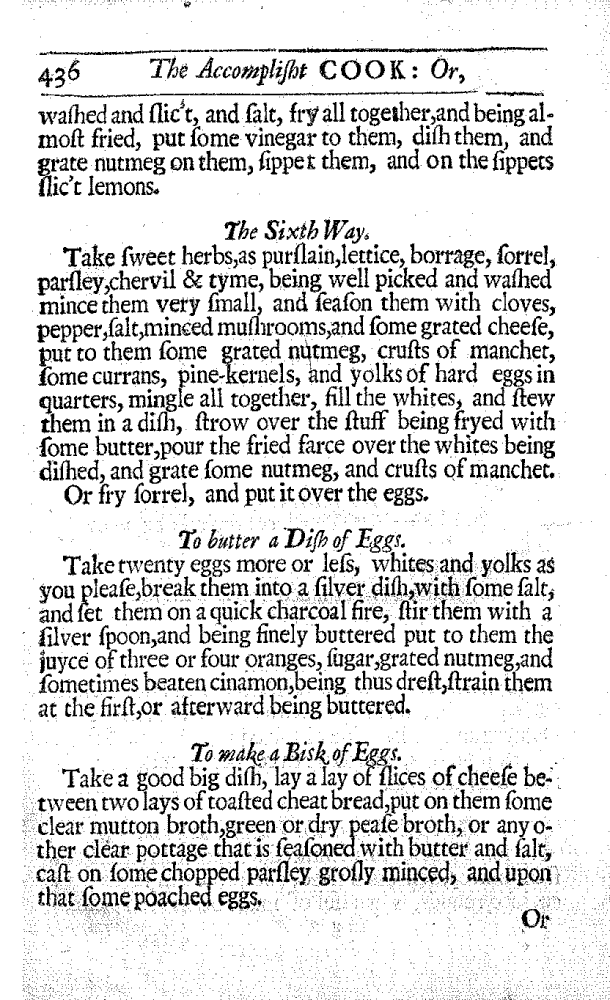 436 The Accompliſht COOK: Or,
waſhed and ſlic't, and ſalt, fry all together,and being al-
moſt fried, put ſome vinegar to them, diſh them, and
grate nutmeg on them, ſippet them, and on the ſippets
ſlic't lemons.
The Sixth Way.
Take ſweet herbs,as purſlain,lettice, borrage, ſorrel,
parſley,chervil & tyme, being well picked and waſhed
mince them very ſmall, and ſeaſon them with cloves,
pepper,ſalt,minced muſhrooms,and ſome grated cheeſe,
put to them ſome grated nutmeg, cruſts of manchet,
ſome currans, pine-kernels, and yolks of hard eggs in
quarters, mingle all together, fill the whites, and ſtew
them in a diſh, ſtrow over the ſtuff being fryed with
ſome butter,pour the fried farce over the whites being
diſhed, and grate ſome nutmeg, and cruſts of manchet.
Or fry ſorrel, and put it over the eggs.
To butter a Diſh of Eggs.
Take twenty eggs more or leſs, whites and yolks as
you pleaſe,break them into a ſilver diſh,with ſome ſalt,
and ſet them on a quick charcoal fire, ſtir them with a
ſilver ſpoon,and being finely buttered put to them the
juyce of three or four oranges, ſugar,grated nutmeg,and
ſometimes beaten cinamon,being thus dreſt,ſtrain them
at the firſt,or afterward being buttered.
To make a Bisk of Eggs.
Take a good big diſh, lay a lay of ſlices of cheeſe be-
tween two lays of toaſted cheat bread,put on them ſome
clear mutton broth,green or dry peaſe broth, or any o-
ther clear pottage that is ſeaſoned with butter and ſalt,
caſt on ſome chopped parſley groſly minced, and upon
that ſome poached eggs.
Or